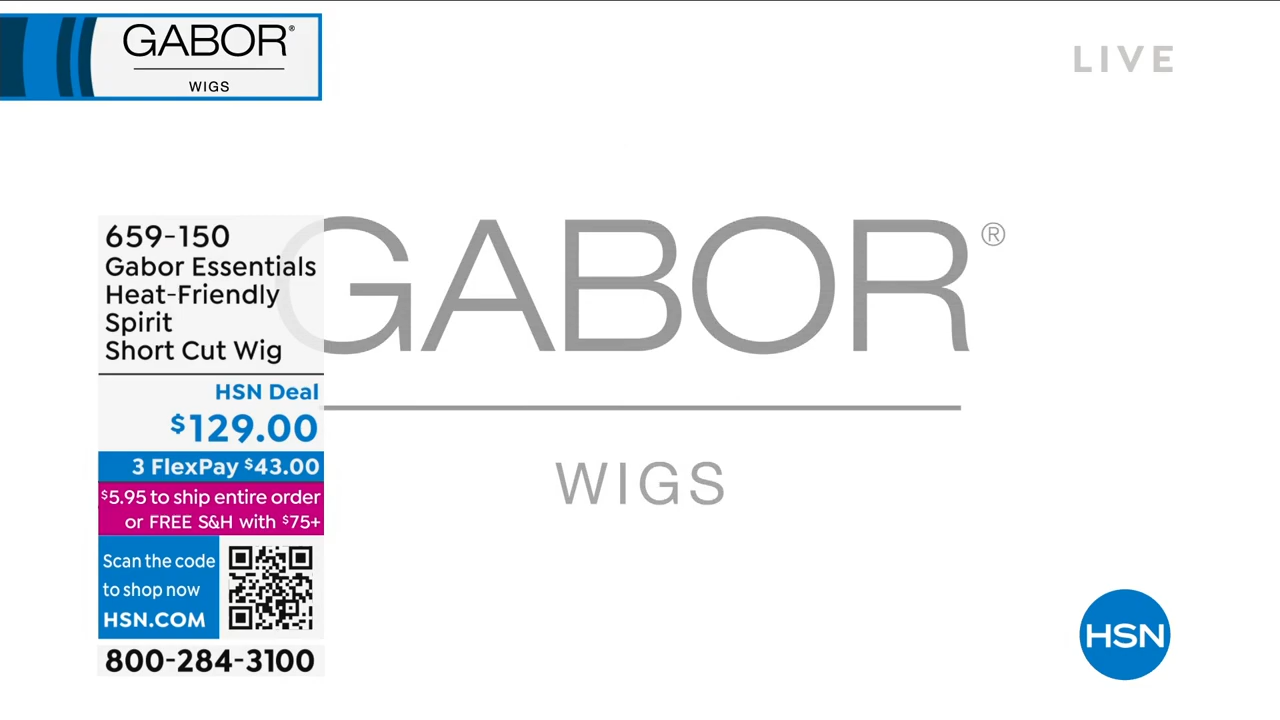 GABOR®
WIGS
LIVE
GABOR®
WIGS
659-150
Gabor Essentials
Heat-Friendly
Spirit
Short Cut Wig
HSN Deal
$129.00
3 FlexPay $43.00
$5.95 to ship entire order
or FREE S&H with $75+
Scan the code
to shop now
HSN.COM
800-284-3100
HSN